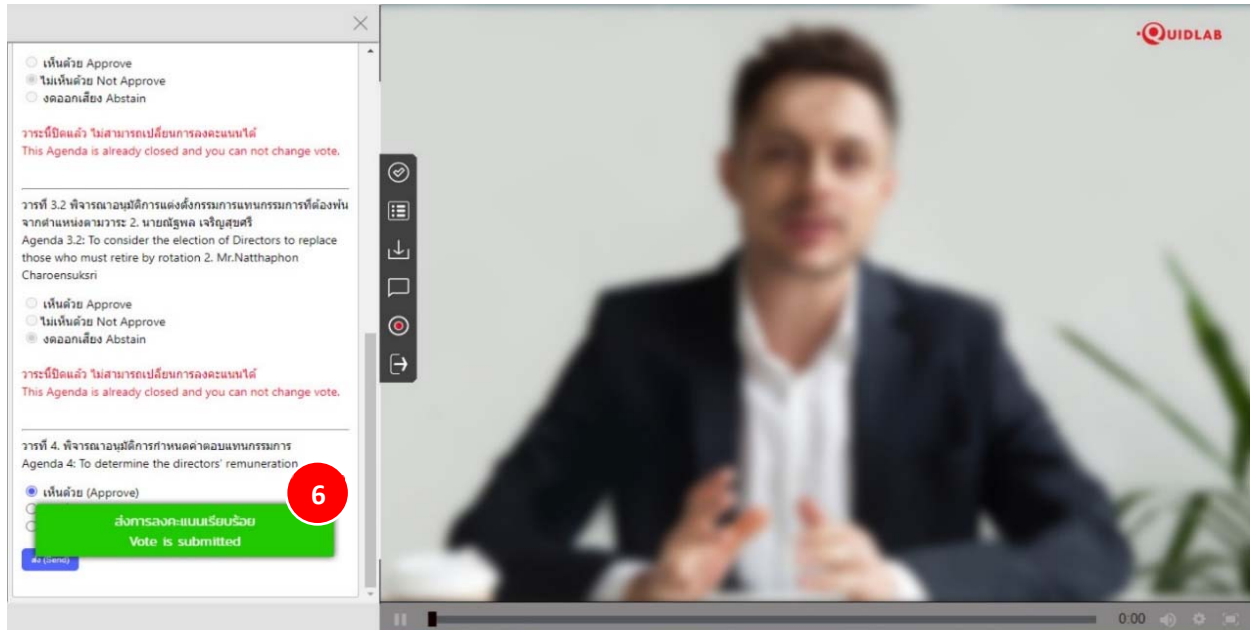 QUIDLAB
เห็นด้วย Approve
ไม่เห็นด้วย Not Approve
งดออกเสียง Abstain
วาระนี้ปิดแล้ว ไม่สามารถเปลี่ยนการลงคะแนนได้
This Agenda is already closed and you can not change vote.
วารที่ 3.2 พิจารณาอนุมัติการแต่งตั้งกรรมการแทนกรรมการที่ต้องพ้น
จากตำแหน่งตามวาระ 2. นายณัฐพล เจริญสุขศรี
Agenda 3.2: To consider the election of Directors to replace
those who must retire by rotation 2. Mr.Natthaphon
Charoensuksri
เห็นด้วย Approve
ไม่เห็นด้วย Not Approve
งดออกเสียง Abstain
วาระนี้ปิดแล้ว ไม่สามารถเปลี่ยนการลงคะแนนได้
This Agenda is already closed and you can not change vote.
วารที่ 4. พิจารณาอนุมัติการกำหนดค่าตอบแทนกรรมการ
Agenda 4: To determine the directors' remuneration
เห็นด้วย (Approve)
6
ส่งการลงคะแนนเรียบร้อย
Vote is submitted
ส่ง (Send)
0:00